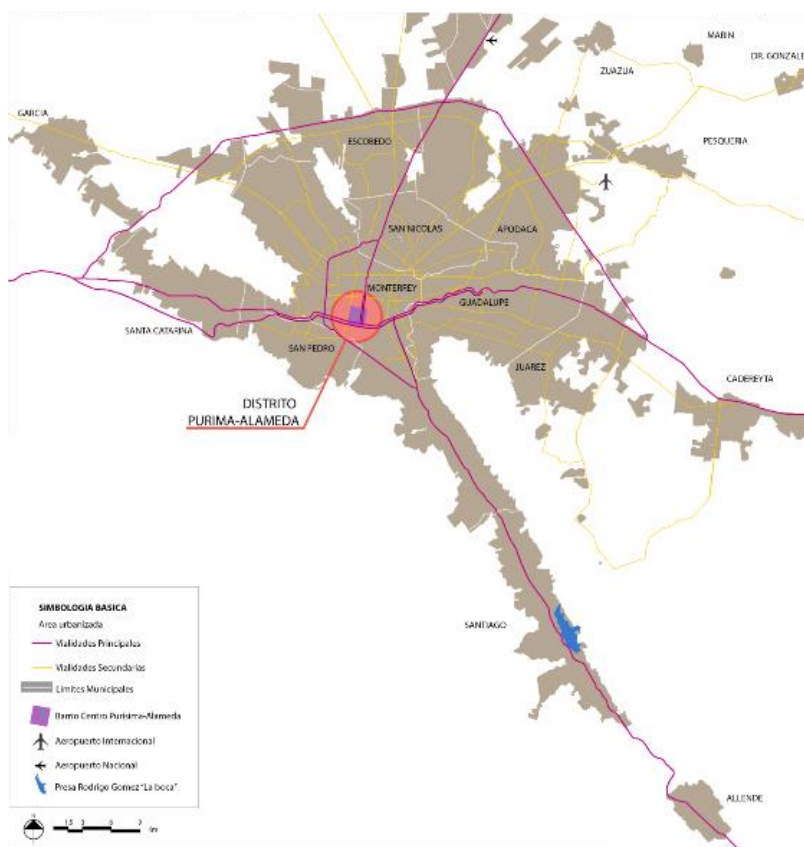 MARIN
DR. GONZALE
ZUAZUA
GARCIA
ESCOBEDO
PESQUERIA
SAN NICOLAS
APODACA
MONTERREY
GUADALUPE
SANTA CATARINA
SAN PEDRO
JUAREZ
CADEREYTA
DISTRITO
PURIMA-ALAMEDA
SANTIAGO
ALLENDE
SIMBOLOGIA BASICA
Area urbanizada
Vialidades Principales
Vialidades Secundarias
Limites Municipales
Barrio Centro Purisima-Alameda
Aeropuerto Internacional
Aeropuerto Nacional
Presa Rodrigo Gomez "La boca"